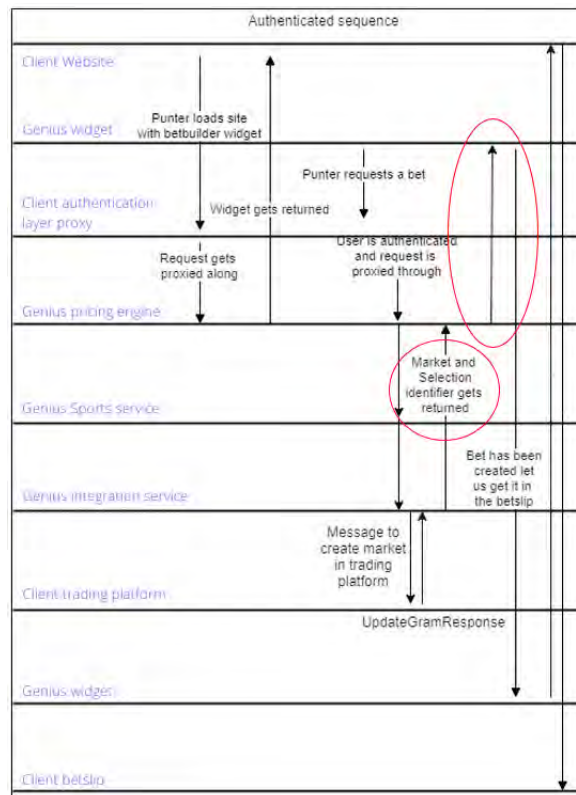 Authenticated sequence
Client Website
Punter loads site
with betbuilder widget
Genius widget
Punter requests a bet
Client authentication
layer proxy
Widget gets returned
Request gets
proxied along
User is authenticated
and request is
proxied through
Genius pricing engine
Market and
Selection
identifier gets
returned
Genius Sports service
Bet has been
created let
us get it in
the betslip
Genius integration service
Message to
create market
in trading
platform
Client trading platform
UpdateGramResponse
Genius widget
Client betslip